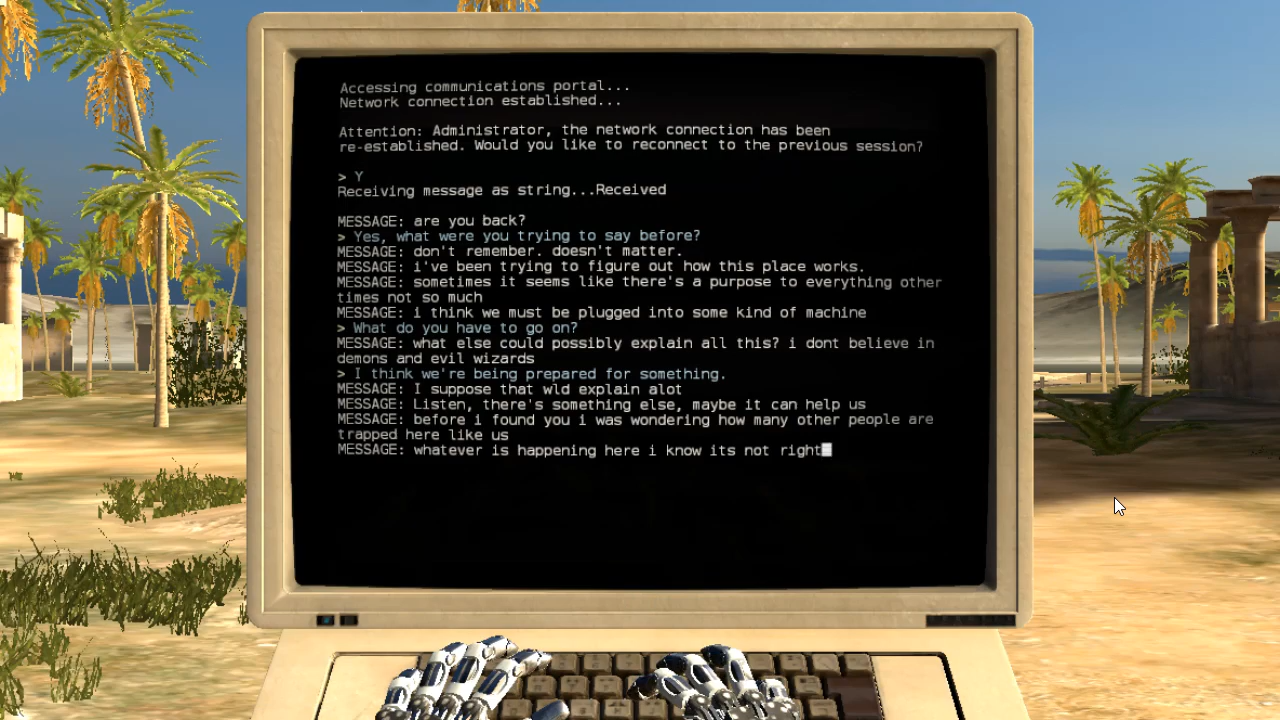 Accessing communications portal...
Network connection established...
Attention: Administrator, the network connection has been
re-established. Would you like to reconnect to the previous session?
> Y
Receiving message as string...Received
MESSAGE: are you back?
> Yes, what were you trying to say before?
MESSAGE: don't remember. doesn't matter.
MESSAGE: i've been trying to figure out how this place works.
MESSAGE: sometimes it seems like there's a purpose to everything other
times not so much
MESSAGE: i think we must be plugged into some kind of machine
> What do you have to go on?
MESSAGE: what else could possibly explain all this? i dont believe in
demons and evil wizards
> I think we're being prepared for something.
MESSAGE: I suppose that wld explain alot
MESSAGE: Listen, there's something else, maybe it can help us
MESSAGE: before i found you i was wondering how many other people are
trapped here like us
MESSAGE: whatever is happening here i know its not right